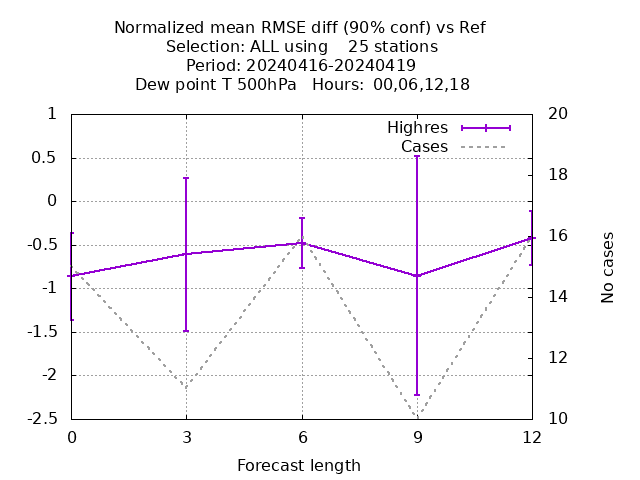 Normalized mean RMSE diff (90% conf) vs Ref
Selection: ALL using    25 stations
Period: 20240416-20240419
Dew point T 500hPa   Hours: 00,06,12,18
Highres
Cases
1
0.5
0
-0.5
-1
-1.5
-2
-2.5
20
18
16
14
12
10
No cases
0 3 6 9 12
Forecast length